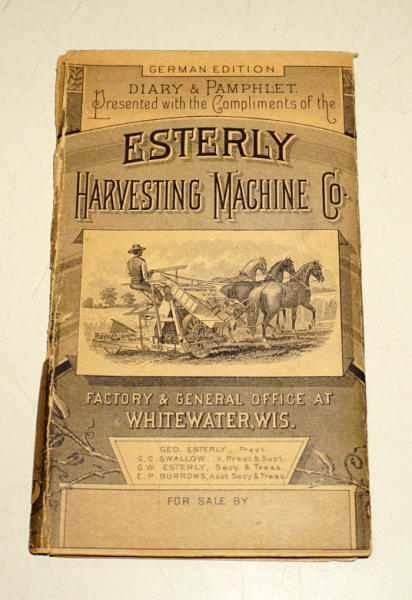 GERMAN EDITION
DIARY & PAMPHLET.
Presented with the Compliments of the
ESTERLY
HARVESTING MACHINE Co.
FACTORY & GENERAL OFFICE AT
WHITEWATER, WIS.
GEO. ESTERLY, Prest.
G.C. SWALLOW, V. Prest & Supt.
G.W. ESTERLY, Secy & Treas.
E.P. BURROWS, Asst Secy & Treas.
FOR SALE BY